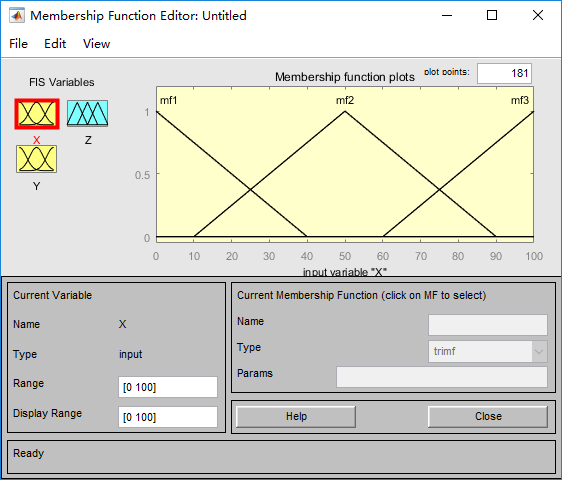 Membership Function Editor: Untitled
File Edit View
FIS Variables
X
Z
Y
Membership function plots
plot points:
181
mf1
mf2
mf3
1
0.5
0
0 10 20 30 40 50 60 70 80 90 100
input variable "X"
Current Variable
Name X
Type input
Range [0 100]
Display Range [0 100]
Current Membership Function (click on MF to select)
Name
Type trimf
Params
Help Close
Ready